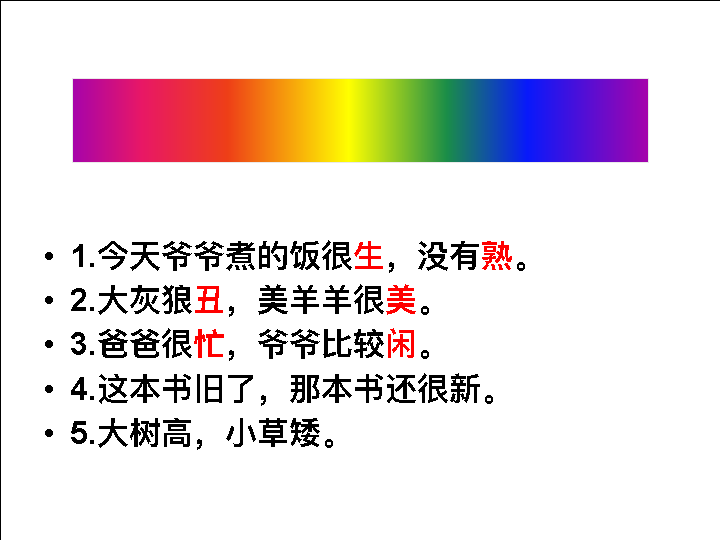 • 1.今天爷爷煮的饭很生，没有熟。
• 2.大灰狼丑，美羊羊很美。
• 3.爸爸很忙，爷爷比较闲。
• 4.这本书旧了，那本书还很新。
• 5.大树高，小草矮。